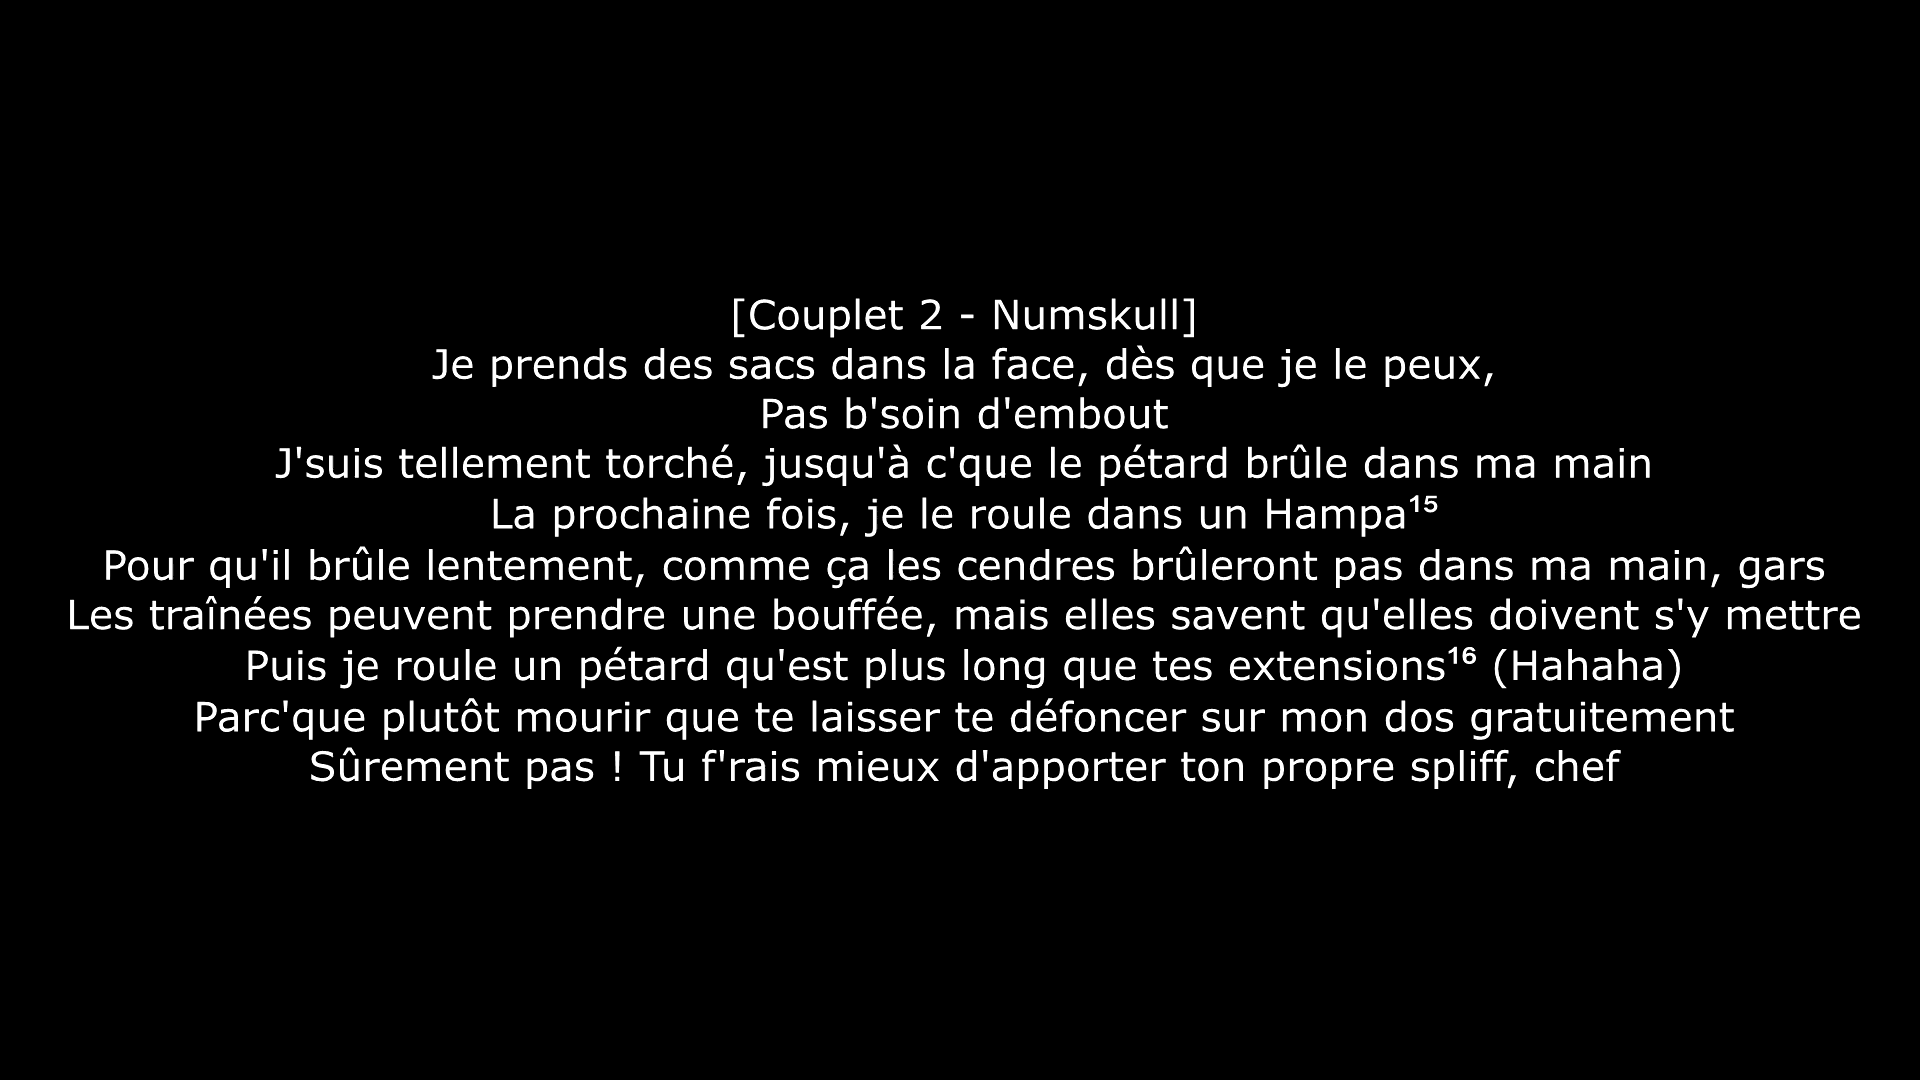 [Couplet 2 - Numskull]
Je prends des sacs dans la face, dès que je le peux,
Pas b'soin d'embout
J'suis tellement torché, jusqu'à c'que le pétard brûle dans ma main
La prochaine fois, je le roule dans un Hampa¹⁵
Pour qu'il brûle lentement, comme ça les cendres brûleront pas dans ma main, gars
Les traînées peuvent prendre une bouffée, mais elles savent qu'elles doivent s'y mettre
Puis je roule un pétard qu'est plus long que tes extensions¹⁶ (Hahaha)
Parc'que plutôt mourir que te laisser te défoncer sur mon dos gratuitement
Sûrement pas ! Tu f'rais mieux d'apporter ton propre spliff, chef